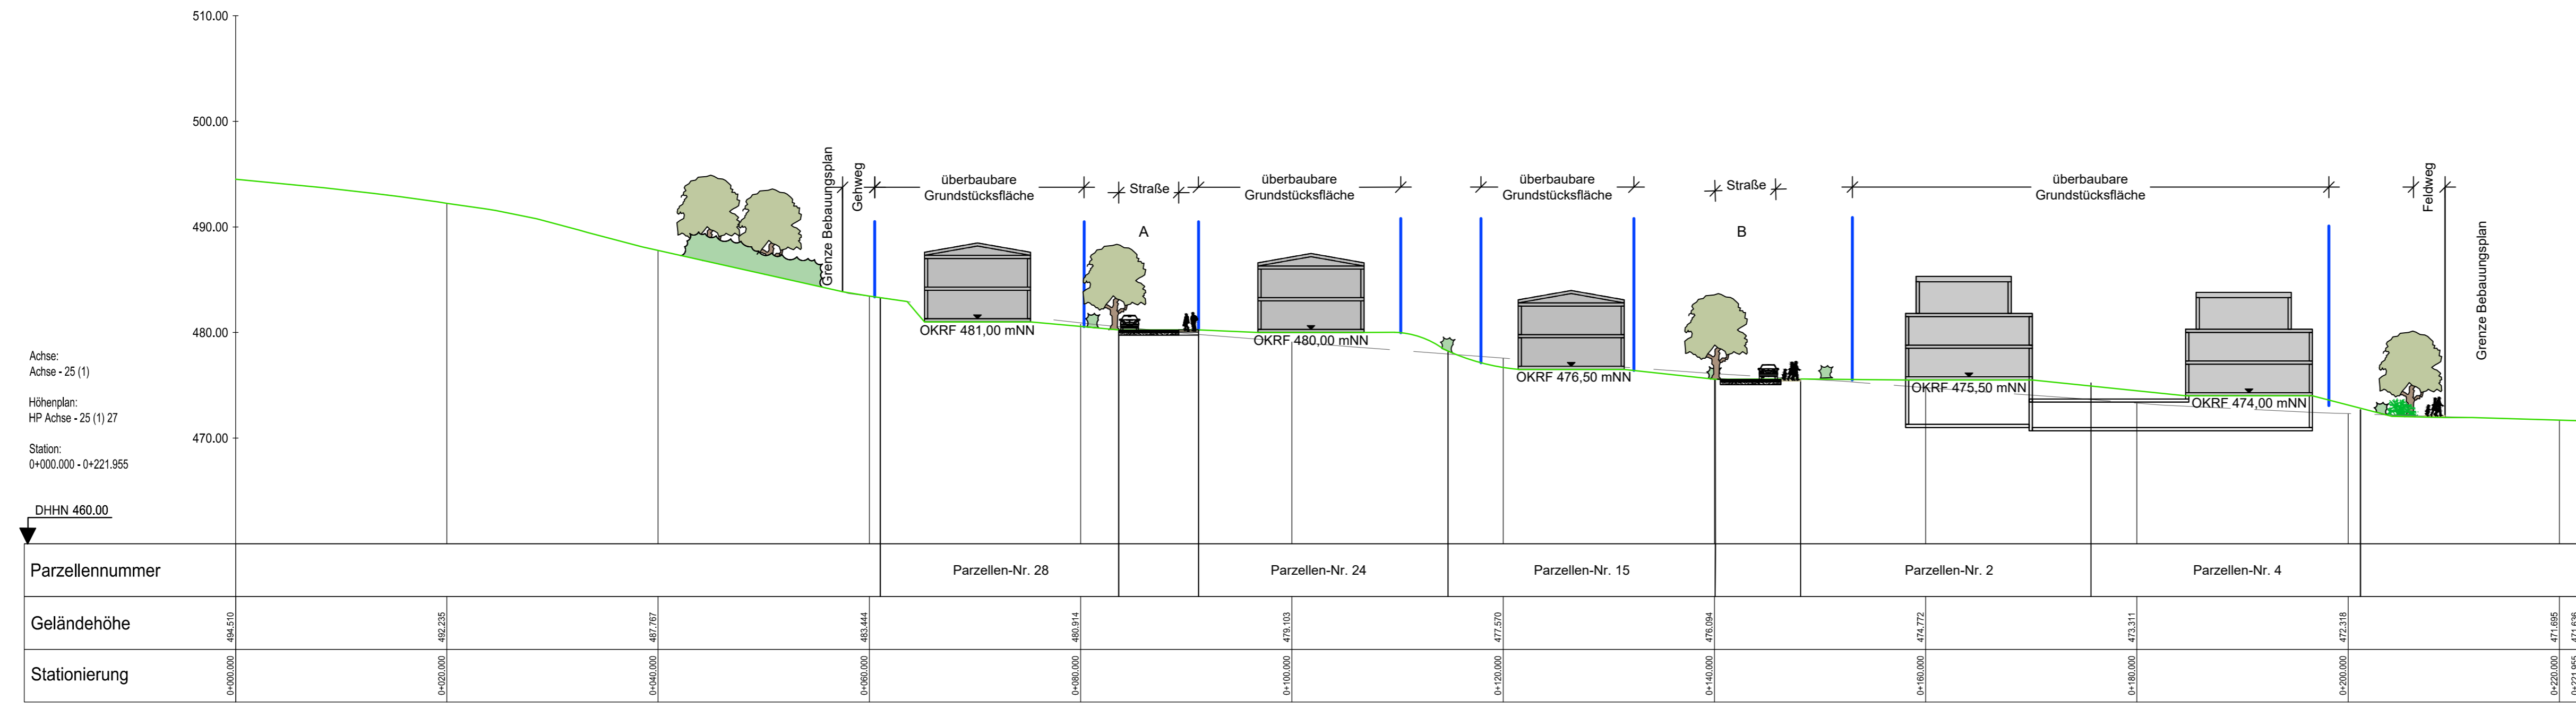 510.00
500.00
490.00
480.00
470.00
Grenze Bebauungsplan
Gehweg
überbaubare
Grundstücksfläche
Straße
A
überbaubare
Grundstücksfläche
überbaubare
Grundstücksfläche
Straße
B
überbaubare
Grundstücksfläche
Feldweg
Grenze Bebauungsplan
OKRF 481,00 mNN
OKRF 480,00 mNN
OKRF 476,50 mNN
OKRF 475,50 mNN
OKRF 474,00 mNN
Achse:
Achse - 25 (1)
Höhenplan:
HP Achse - 25 (1) 27
Station:
0+000.000 - 0+221.955
DHHN 460.00
Parzellennummer
Parzellen-Nr. 28
Parzellen-Nr. 24
Parzellen-Nr. 15
Parzellen-Nr. 2
Parzellen-Nr. 4
Geländehöhe
494.510
492.235
487.767
483.444
480.914
479.103
477.570
476.094
474.772
473.311
472.318
471.695
471.636
Stationierung
0+000.000
0+020.000
0+040.000
0+060.000
0+080.000
0+100.000
0+120.000
0+140.000
0+160.000
0+180.000
0+200.000
0+220.000
0+221.955